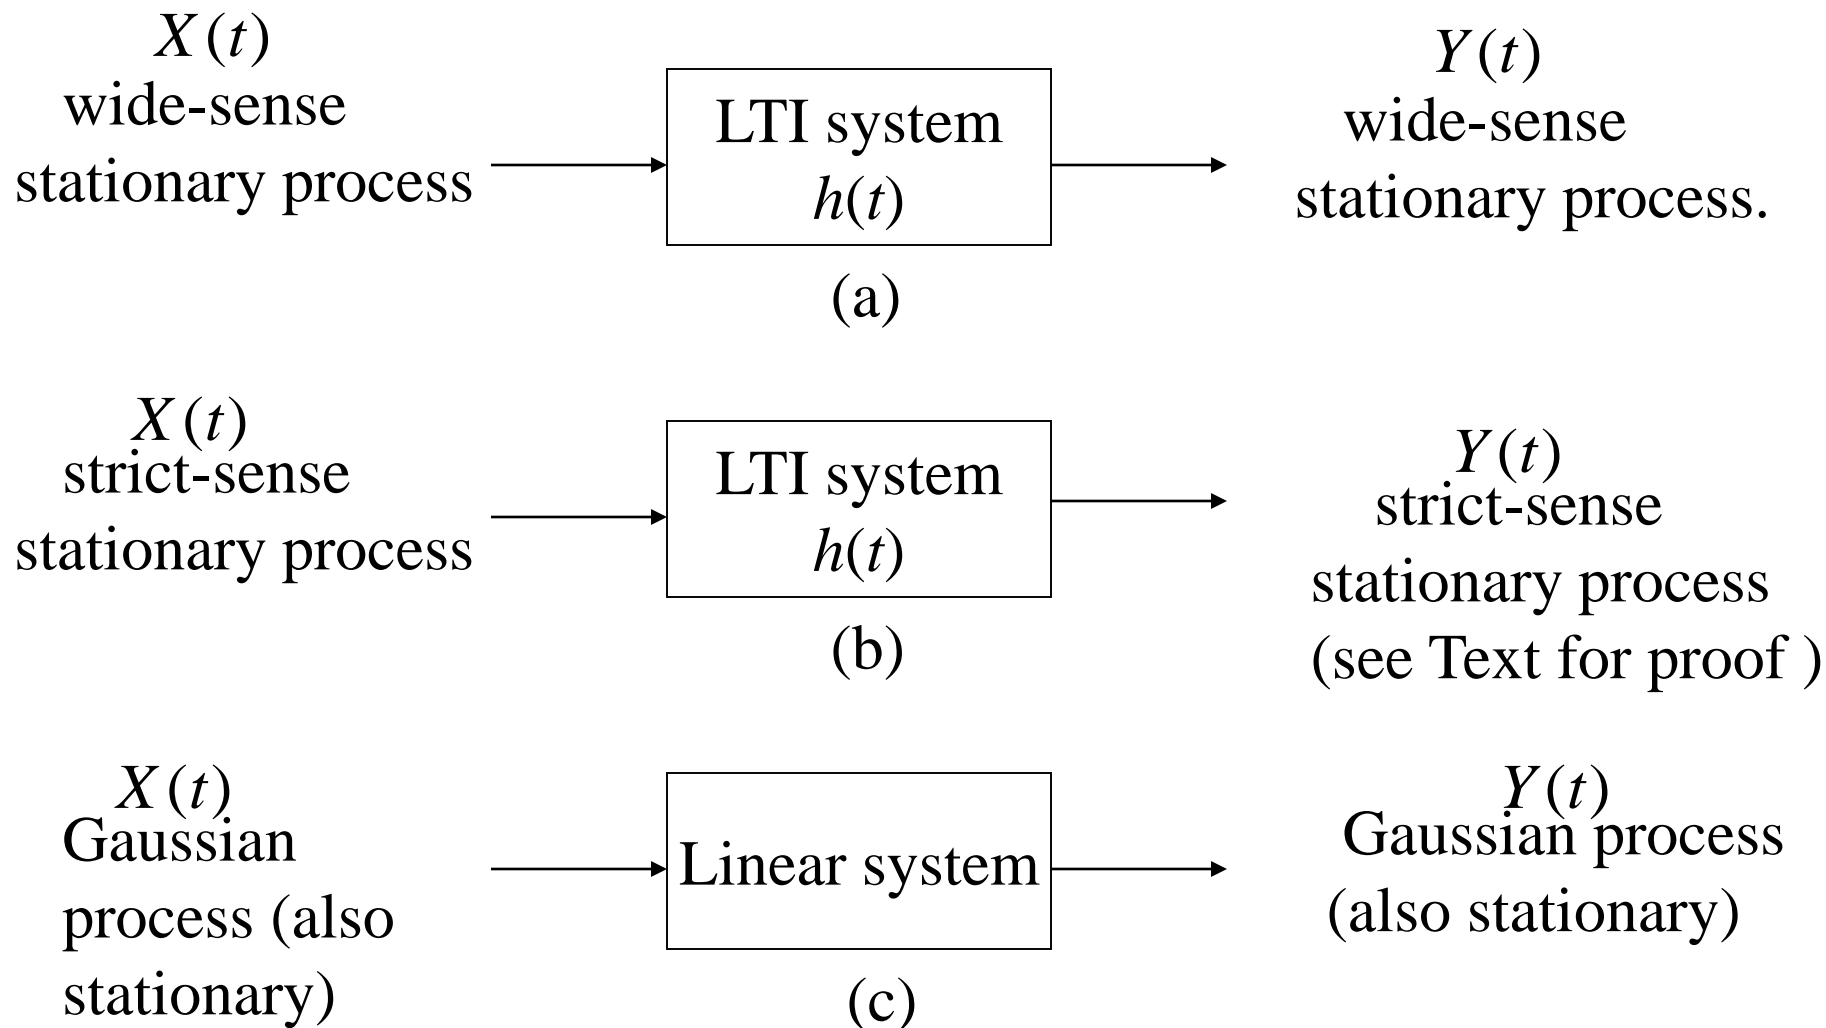 X(t)
wide-sense
stationary process
LTI system
h(t)
Y(t)
wide-sense
stationary process.
(a)
X(t)
strict-sense
stationary process
LTI system
h(t)
Y(t)
strict-sense
stationary process
(see Text for proof )
(b)
X(t)
Gaussian
process (also
stationary)
Linear system
Y(t)
Gaussian process
(also stationary)
(c)